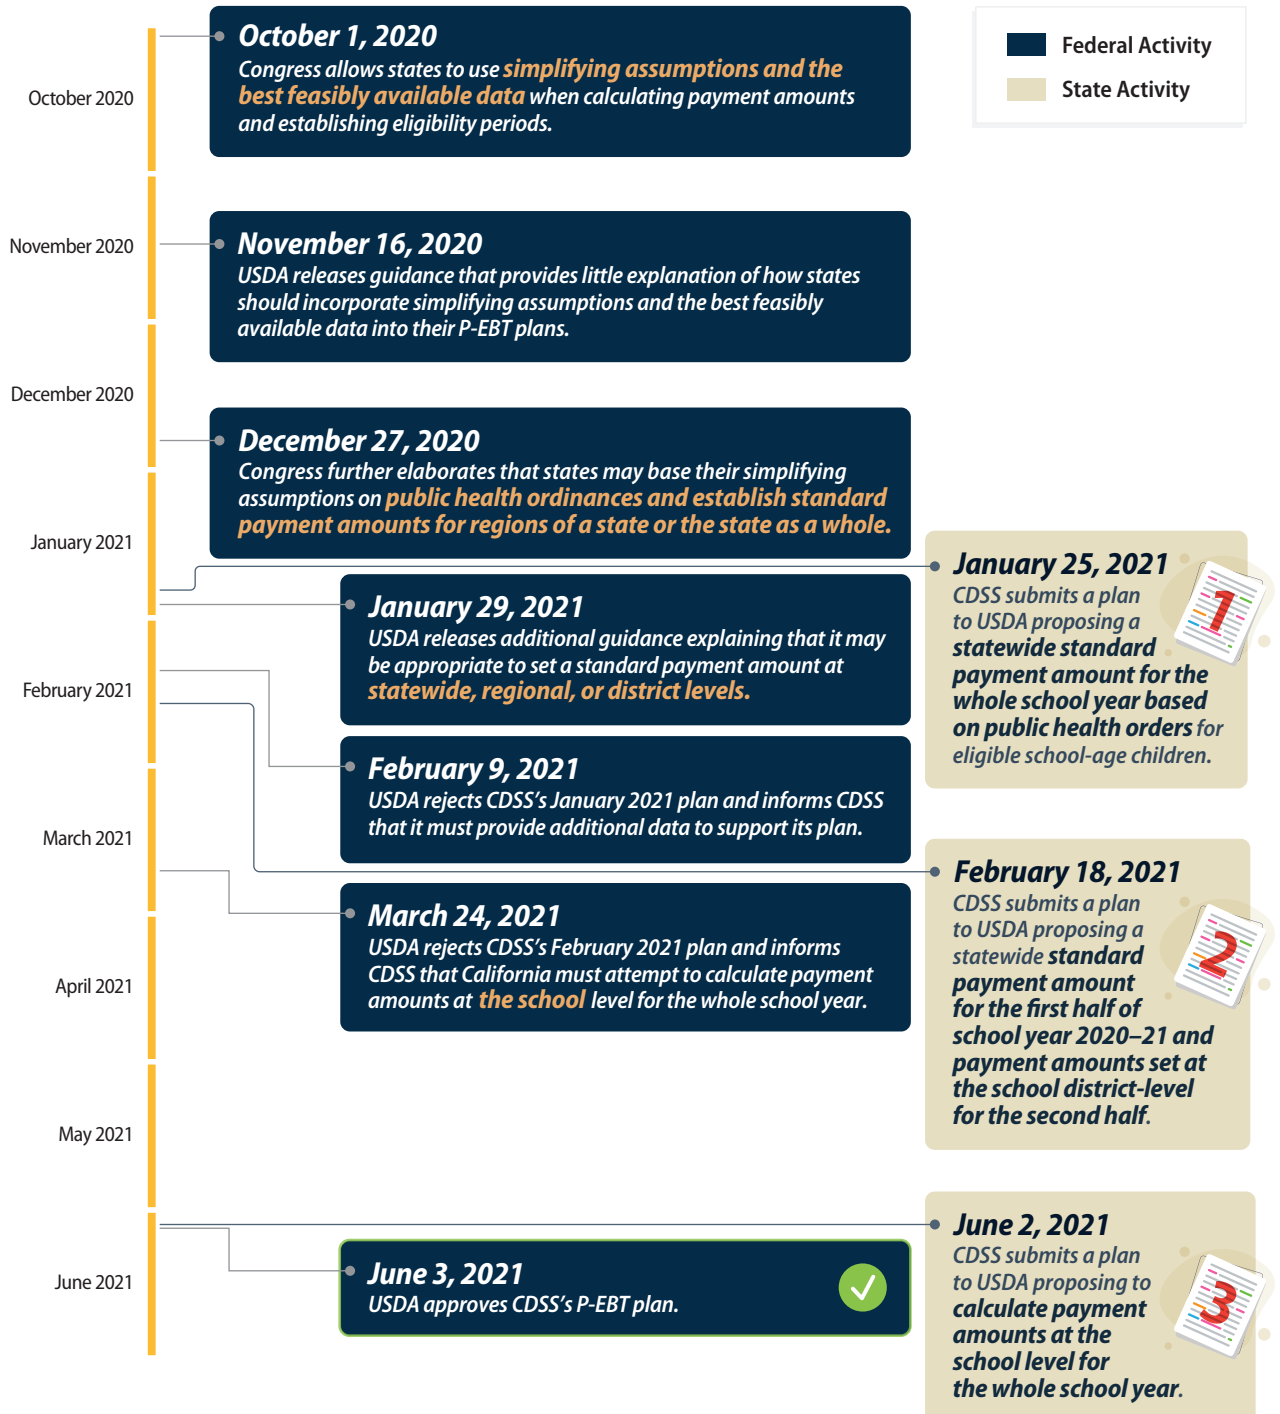 Federal Activity
State Activity
October 2020
October 1, 2020
Congress allows states to use simplifying assumptions and the
best feasibly available data when calculating payment amounts
and establishing eligibility periods.
November 2020
November 16, 2020
USDA releases guidance that provides little explanation of how states
should incorporate simplifying assumptions and the best feasibly
available data into their P-EBT plans.
December 2020
December 27, 2020
Congress further elaborates that states may base their simplifying
assumptions on public health ordinances and establish standard
payment amounts for regions of a state or the state as a whole.
January 2021
January 25, 2021
CDSS submits a plan
to USDA proposing a
statewide standard
payment amount for the
whole school year based
on public health orders for
eligible school-age children.
1
January 29, 2021
USDA releases additional guidance explaining that it may
be appropriate to set a standard payment amount at
statewide, regional, or district levels.
February 2021
February 9, 2021
USDA rejects CDSS's January 2021 plan and informs CDSS
that it must provide additional data to support its plan.
March 2021
February 18, 2021
CDSS submits a plan
to USDA proposing a
statewide standard
payment amount
for the first half of
school year 2020–21 and
payment amounts set at
the school district-level
for the second half.
2
March 24, 2021
USDA rejects CDSS's February 2021 plan and informs
CDSS that California must attempt to calculate payment
amounts at the school level for the whole school year.
April 2021
May 2021
June 2021
June 2, 2021
CDSS submits a plan
to USDA proposing to
calculate payment
amounts at the
school level for
the whole school year.
3
June 3, 2021
USDA approves CDSS's P-EBT plan.